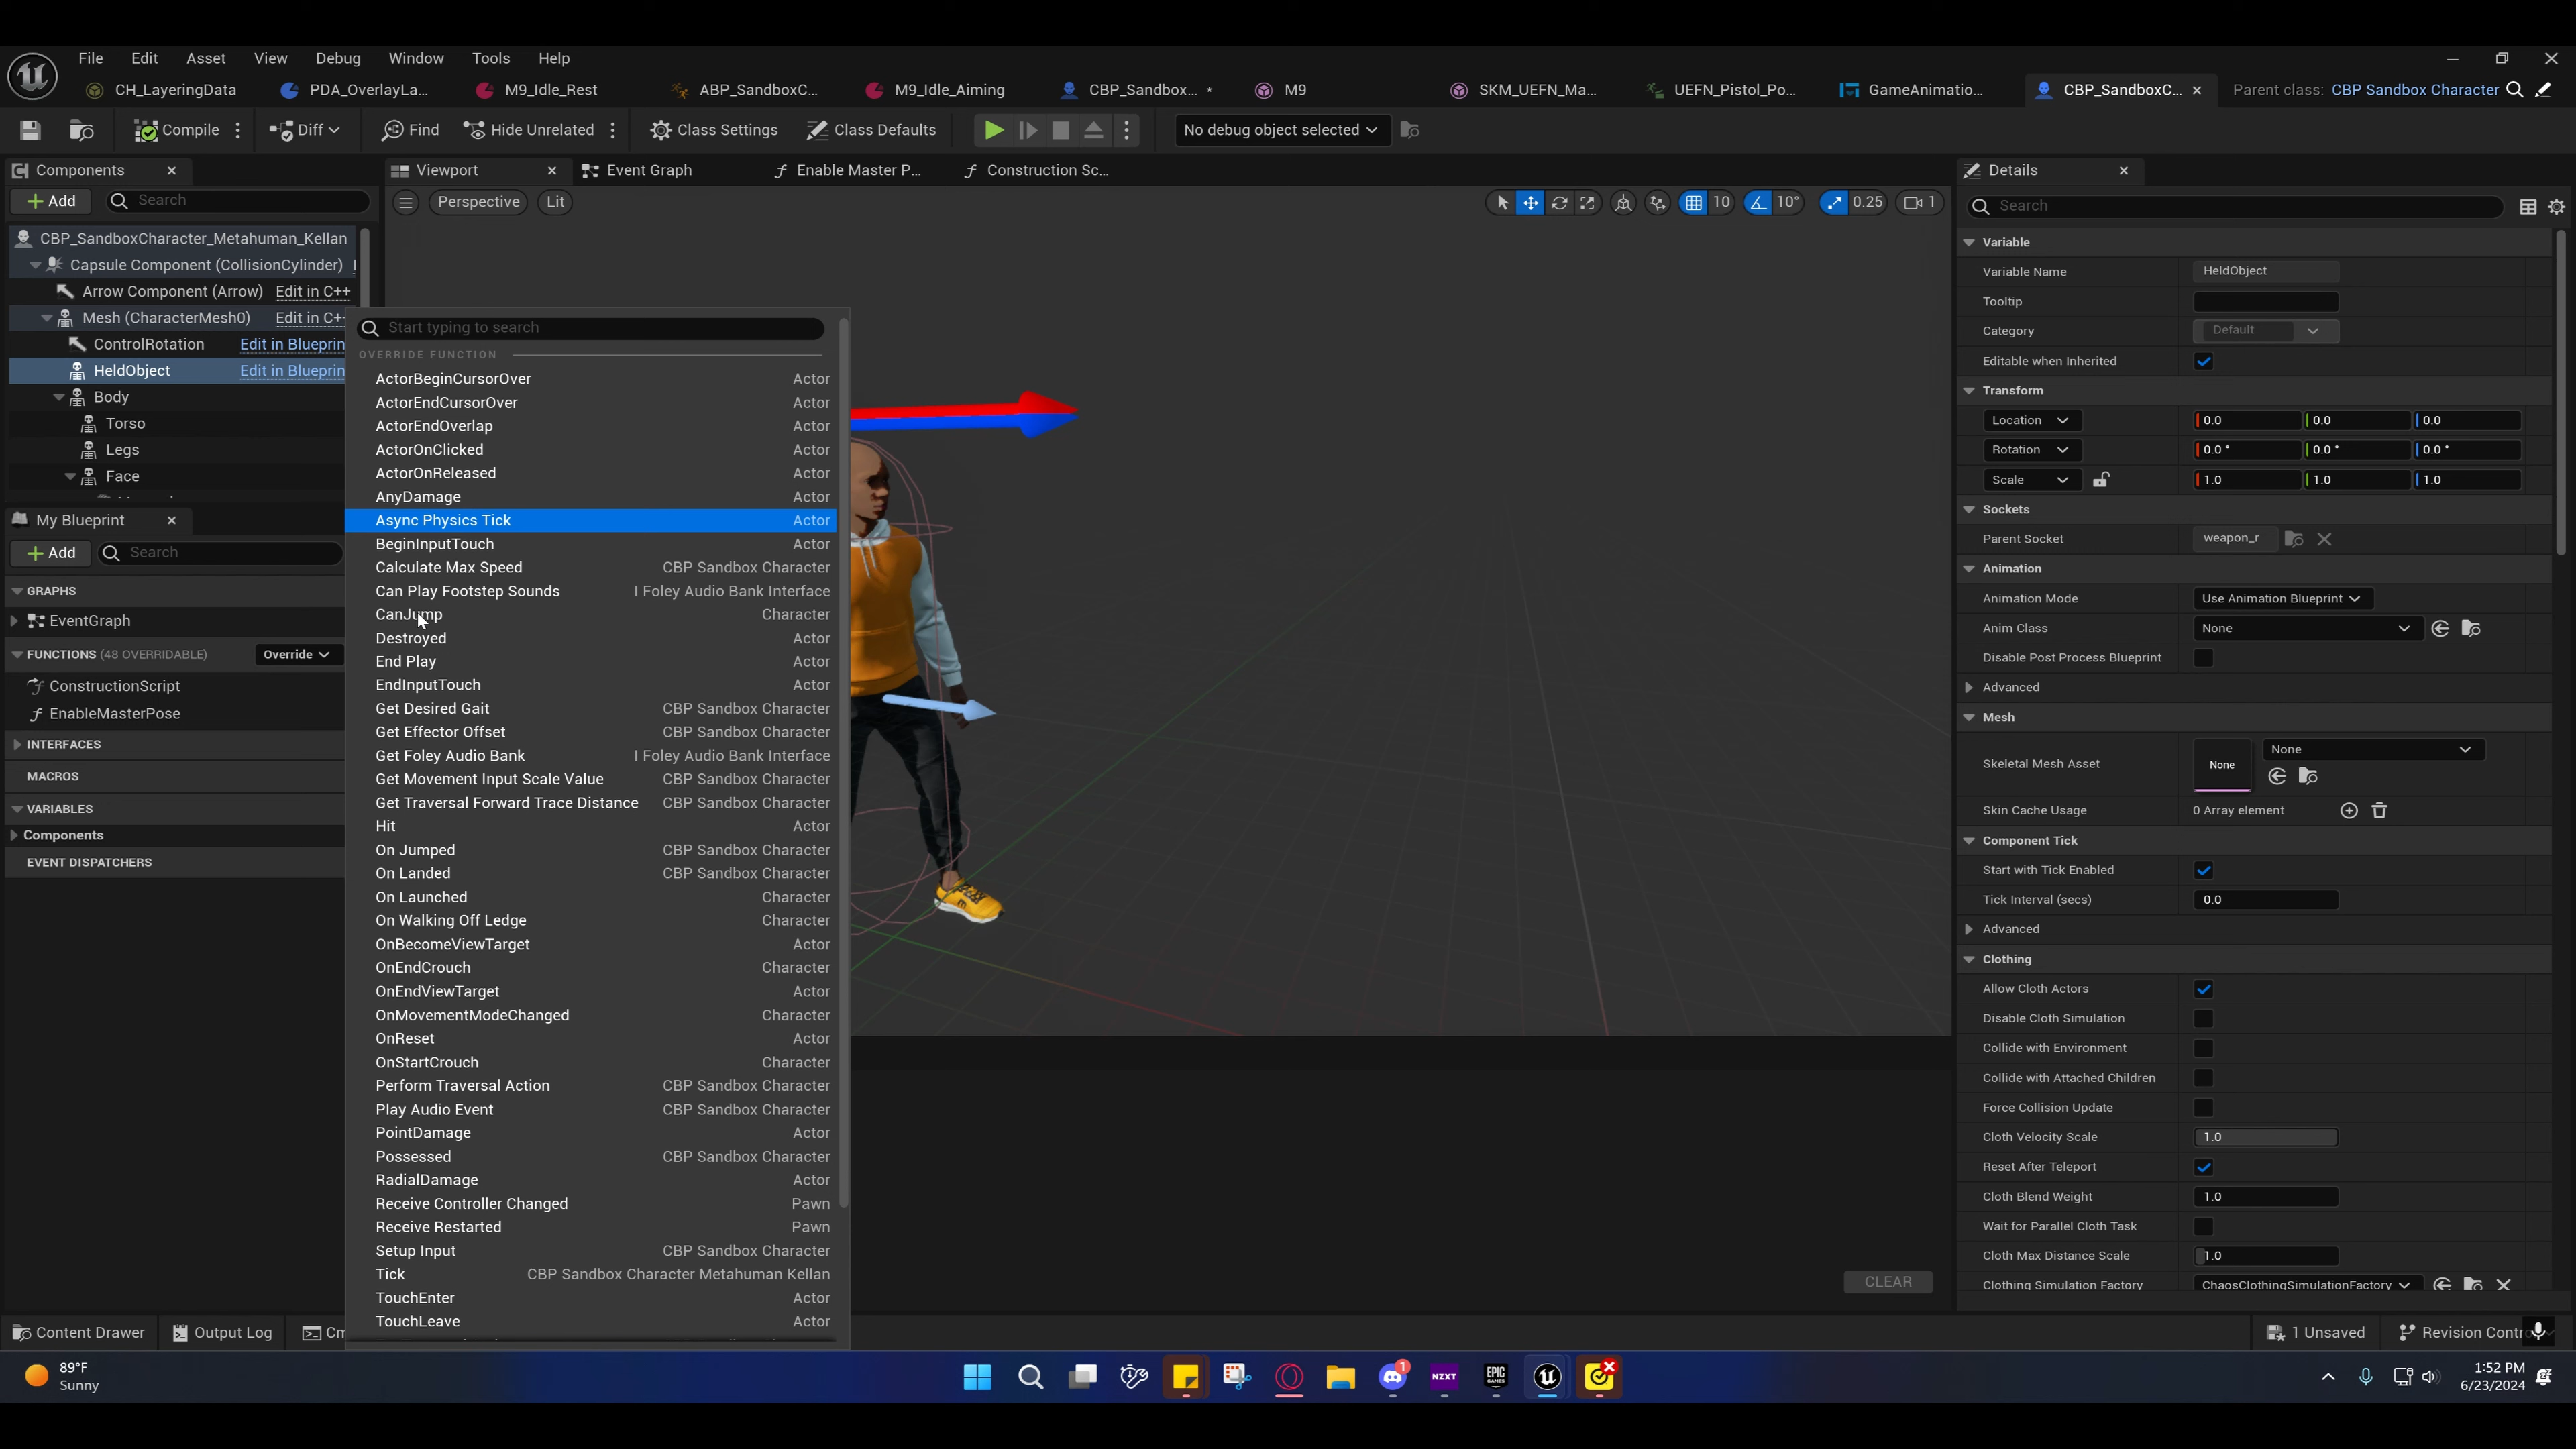 File Edit Asset View Debug Window Tools Help
CH_LayeringData PDA_OverlayLa... M9_Idle_Rest ABP_SandboxC... M9_Idle_Aiming CBP_Sandbox... * M9 SKM_UEFN_Ma... UEFN_Pistol_Po... GameAnimatio... CBP_SandboxC... Parent class: CBP Sandbox Character
Compile Diff Find Hide Unrelated Class Settings Class Defaults No debug object selected
Components
Add Search
CBP_SandboxCharacter_Metahuman_Kellan
Capsule Component (CollisionCylinder)
Arrow Component (Arrow) Edit in C++
Mesh (CharacterMesh0) Edit in C+
ControlRotation Edit in Blueprin
HeldObject Edit in Blueprin
Body
Torso
Legs
Face
My Blueprint
Add Search
GRAPHS
EventGraph
FUNCTIONS (48 OVERRIDABLE) Override
ConstructionScript
EnableMasterPose
INTERFACES
MACROS
VARIABLES
Components
EVENT DISPATCHERS
Viewport Event Graph Enable Master P... Construction Sc...
Perspective Lit 10 10° 0.25 1
Start typing to search
OVERRIDE FUNCTION
ActorBeginCursorOver Actor
ActorEndCursorOver Actor
ActorEndOverlap Actor
ActorOnClicked Actor
ActorOnReleased Actor
AnyDamage Actor
Async Physics Tick Actor
BeginInputTouch Actor
Calculate Max Speed CBP Sandbox Character
Can Play Footstep Sounds I Foley Audio Bank Interface
CanJump Character
Destroyed Actor
End Play Actor
EndInputTouch Actor
Get Desired Gait CBP Sandbox Character
Get Effector Offset CBP Sandbox Character
Get Foley Audio Bank I Foley Audio Bank Interface
Get Movement Input Scale Value CBP Sandbox Character
Get Traversal Forward Trace Distance CBP Sandbox Character
Hit Actor
On Jumped CBP Sandbox Character
On Landed CBP Sandbox Character
On Launched Character
On Walking Off Ledge Character
OnBecomeViewTarget Actor
OnEndCrouch Character
OnEndViewTarget Actor
OnMovementModeChanged Character
OnReset Actor
OnStartCrouch Character
Perform Traversal Action CBP Sandbox Character
Play Audio Event CBP Sandbox Character
PointDamage Actor
Possessed CBP Sandbox Character
RadialDamage Actor
Receive Controller Changed Pawn
Receive Restarted Pawn
Setup Input CBP Sandbox Character
Tick CBP Sandbox Character Metahuman Kellan
TouchEnter Actor
TouchLeave Actor
CLEAR
Details
Search
Variable
Variable Name HeldObject
Tooltip
Category Default
Editable when Inherited
Transform
Location 0.0 0.0 0.0
Rotation 0.0 ° 0.0 ° 0.0 °
Scale 1.0 1.0 1.0
Sockets
Parent Socket weapon_r
Animation
Animation Mode Use Animation Blueprint
Anim Class None
Disable Post Process Blueprint
Advanced
Mesh
Skeletal Mesh Asset None None
Skin Cache Usage 0 Array element
Component Tick
Start with Tick Enabled
Tick Interval (secs) 0.0
Advanced
Clothing
Allow Cloth Actors
Disable Cloth Simulation
Collide with Environment
Collide with Attached Children
Force Collision Update
Cloth Velocity Scale 1.0
Reset After Teleport
Cloth Blend Weight 1.0
Wait for Parallel Cloth Task
Cloth Max Distance Scale 1.0
Clothing Simulation Factory ChaosClothingSimulationFactory
Content Drawer Output Log Cm 1 Unsaved Revision Contr
89°F
Sunny
NZXT EPIC GAMES 1
1:52 PM
6/23/2024